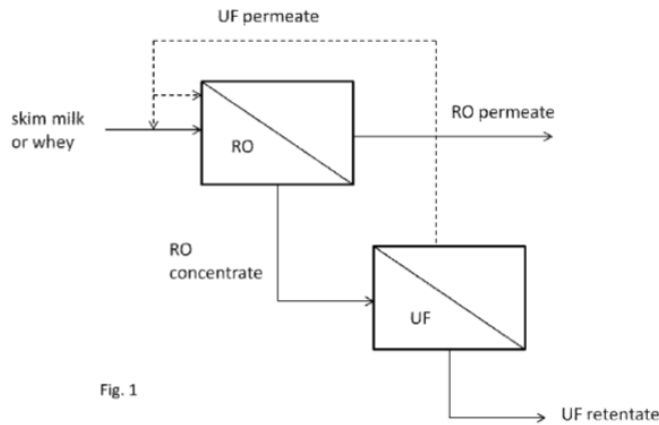 UF permeate
skim milk
or whey
RO permeate
RO
RO
concentrate
UF
Fig. 1
UF retentate